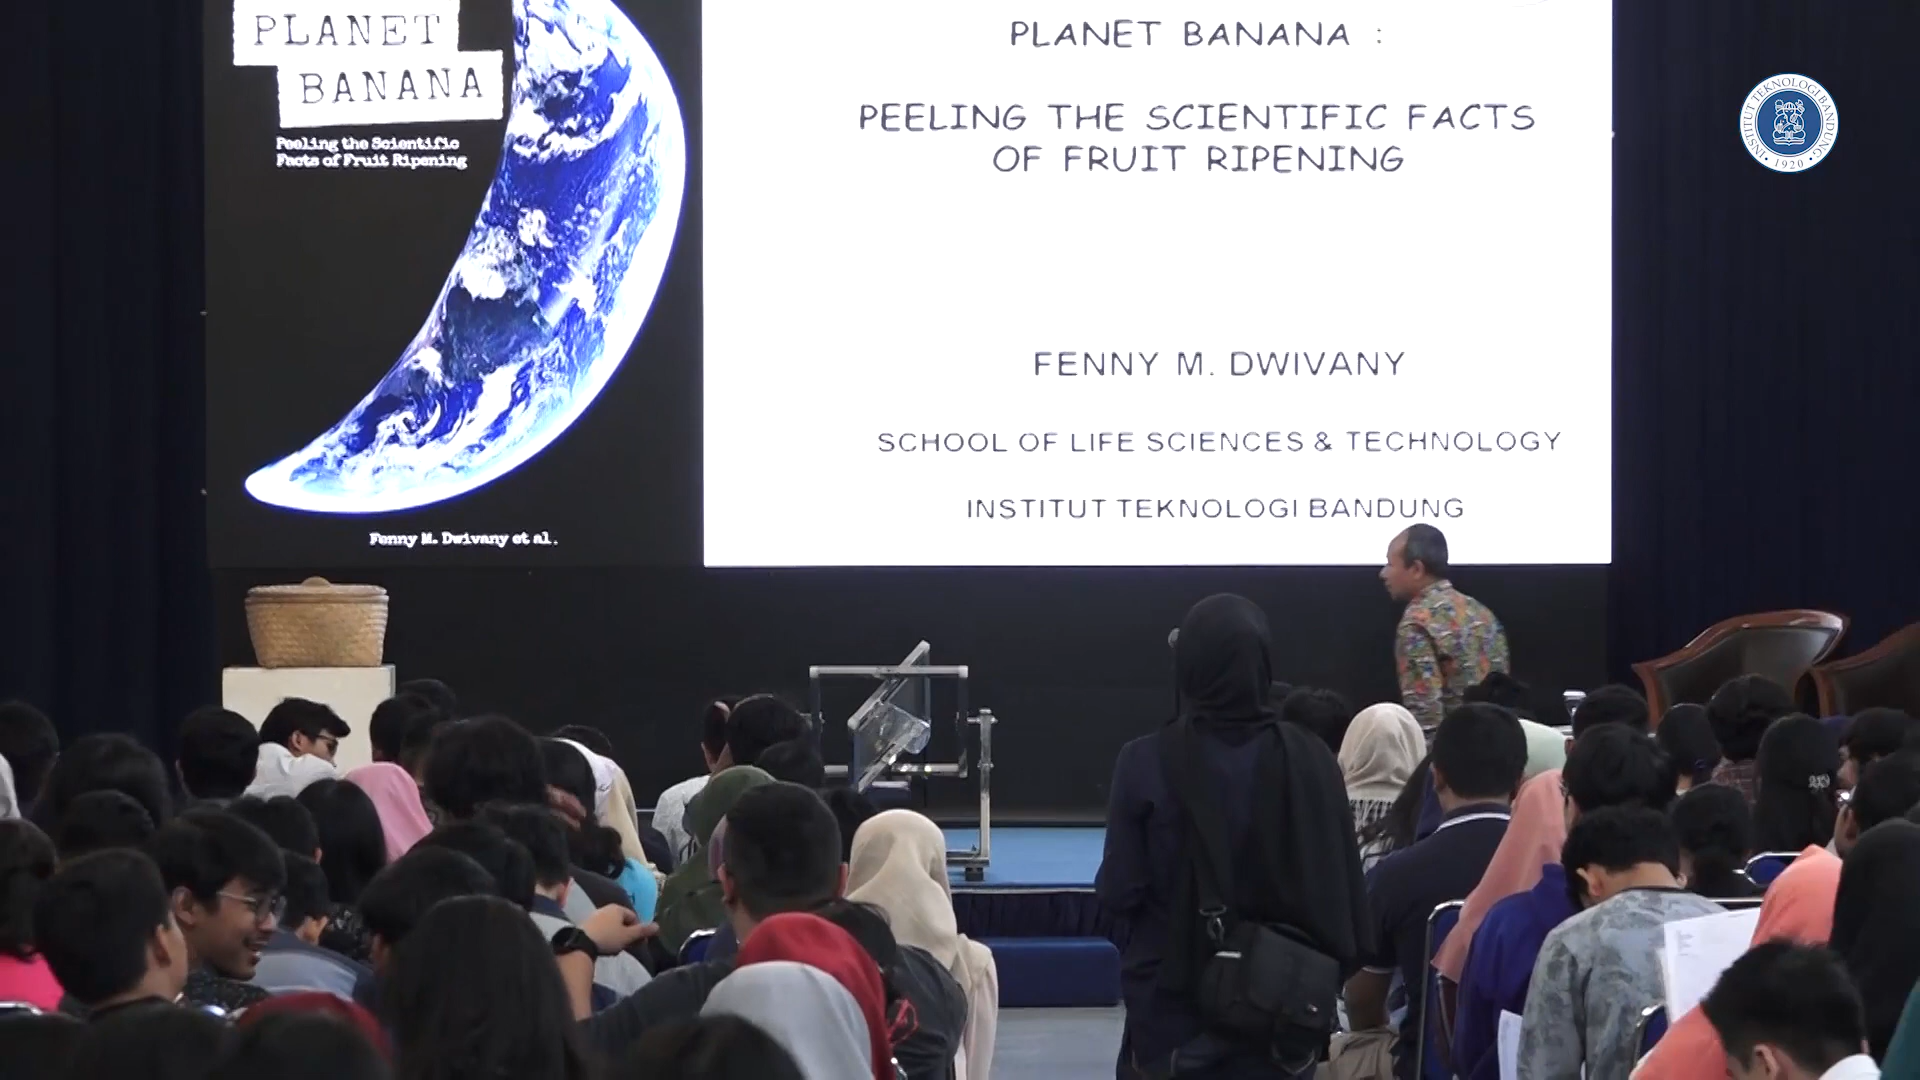 PLANET
BANANA
Peeling the Scientific
Facts of Fruit Ripening
Fenny M. Dwivany et al.
PLANET BANANA :
PEELING THE SCIENTIFIC FACTS
OF FRUIT RIPENING
FENNY M. DWIVANY
SCHOOL OF LIFE SCIENCES & TECHNOLOGY
INSTITUT TEKNOLOGI BANDUNG
INSTITUT TEKNOLOGI BANDUNG
1920